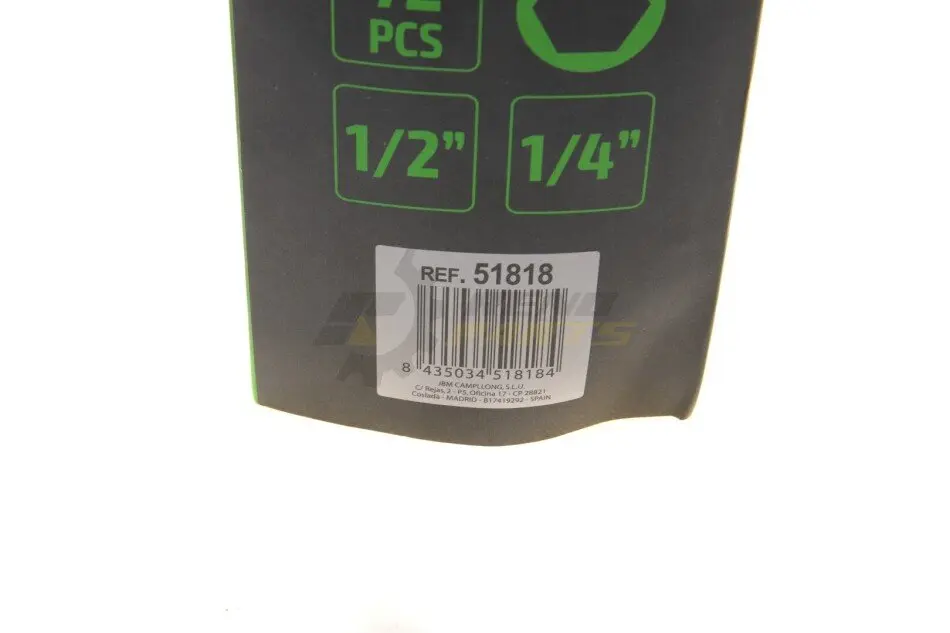 PCS
1/2”
1/4”
REF. 51818
8 435034 518184
JBM CAMPLLONG, S.L.U.
C/ Rejas, 2 - P5, Oficina 17 - CP 28821
Coslada - MADRID - B17419292 - SPAIN
PARTS